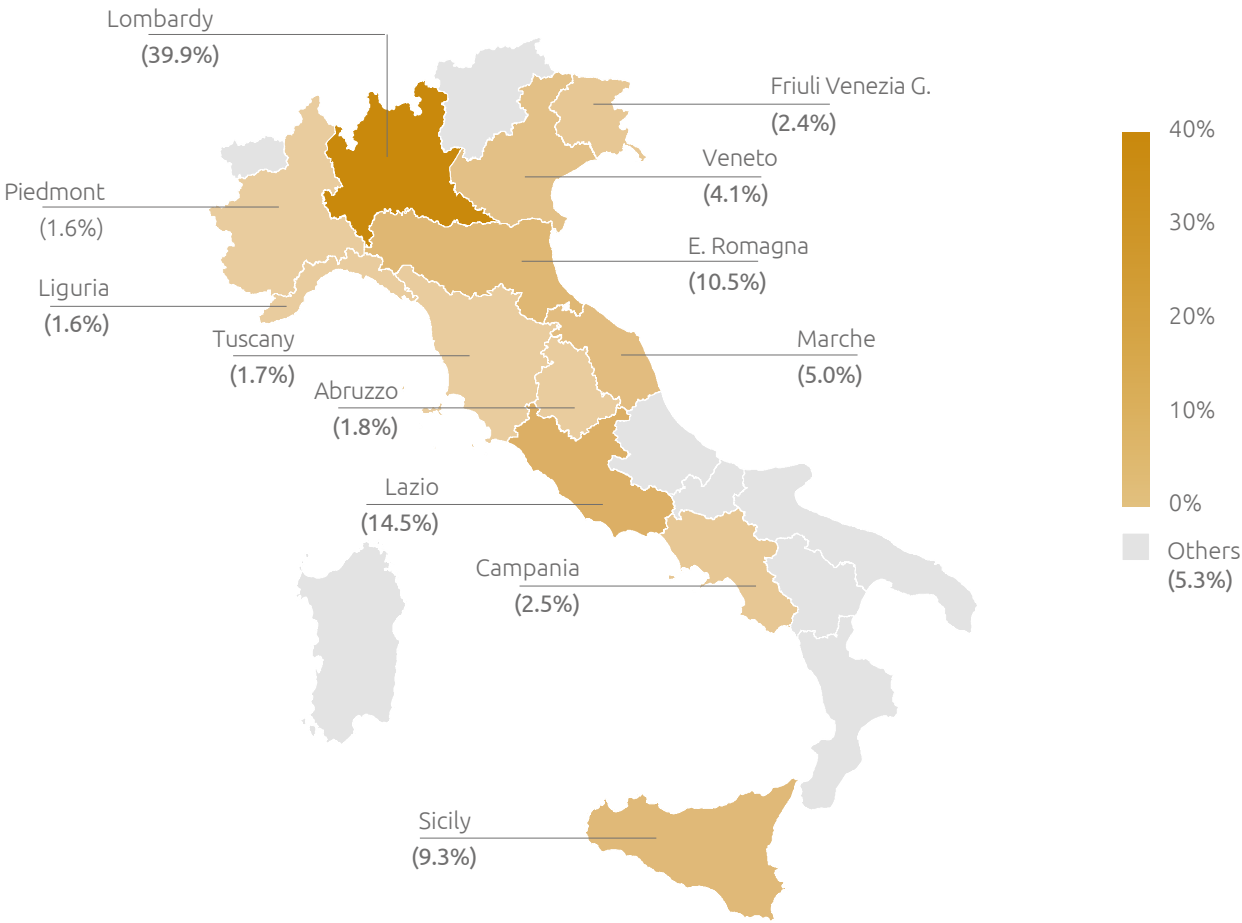 Lombardy
(39.9%)
Friuli Venezia G.
(2.4%)
Veneto
(4.1%)
Piedmont
(1.6%)
E. Romagna
(10.5%)
Liguria
(1.6%)
Tuscany
(1.7%)
Marche
(5.0%)
Abruzzo
(1.8%)
Lazio
(14.5%)
Campania
(2.5%)
Sicily
(9.3%)
40%
30%
20%
10%
0%
Others
(5.3%)